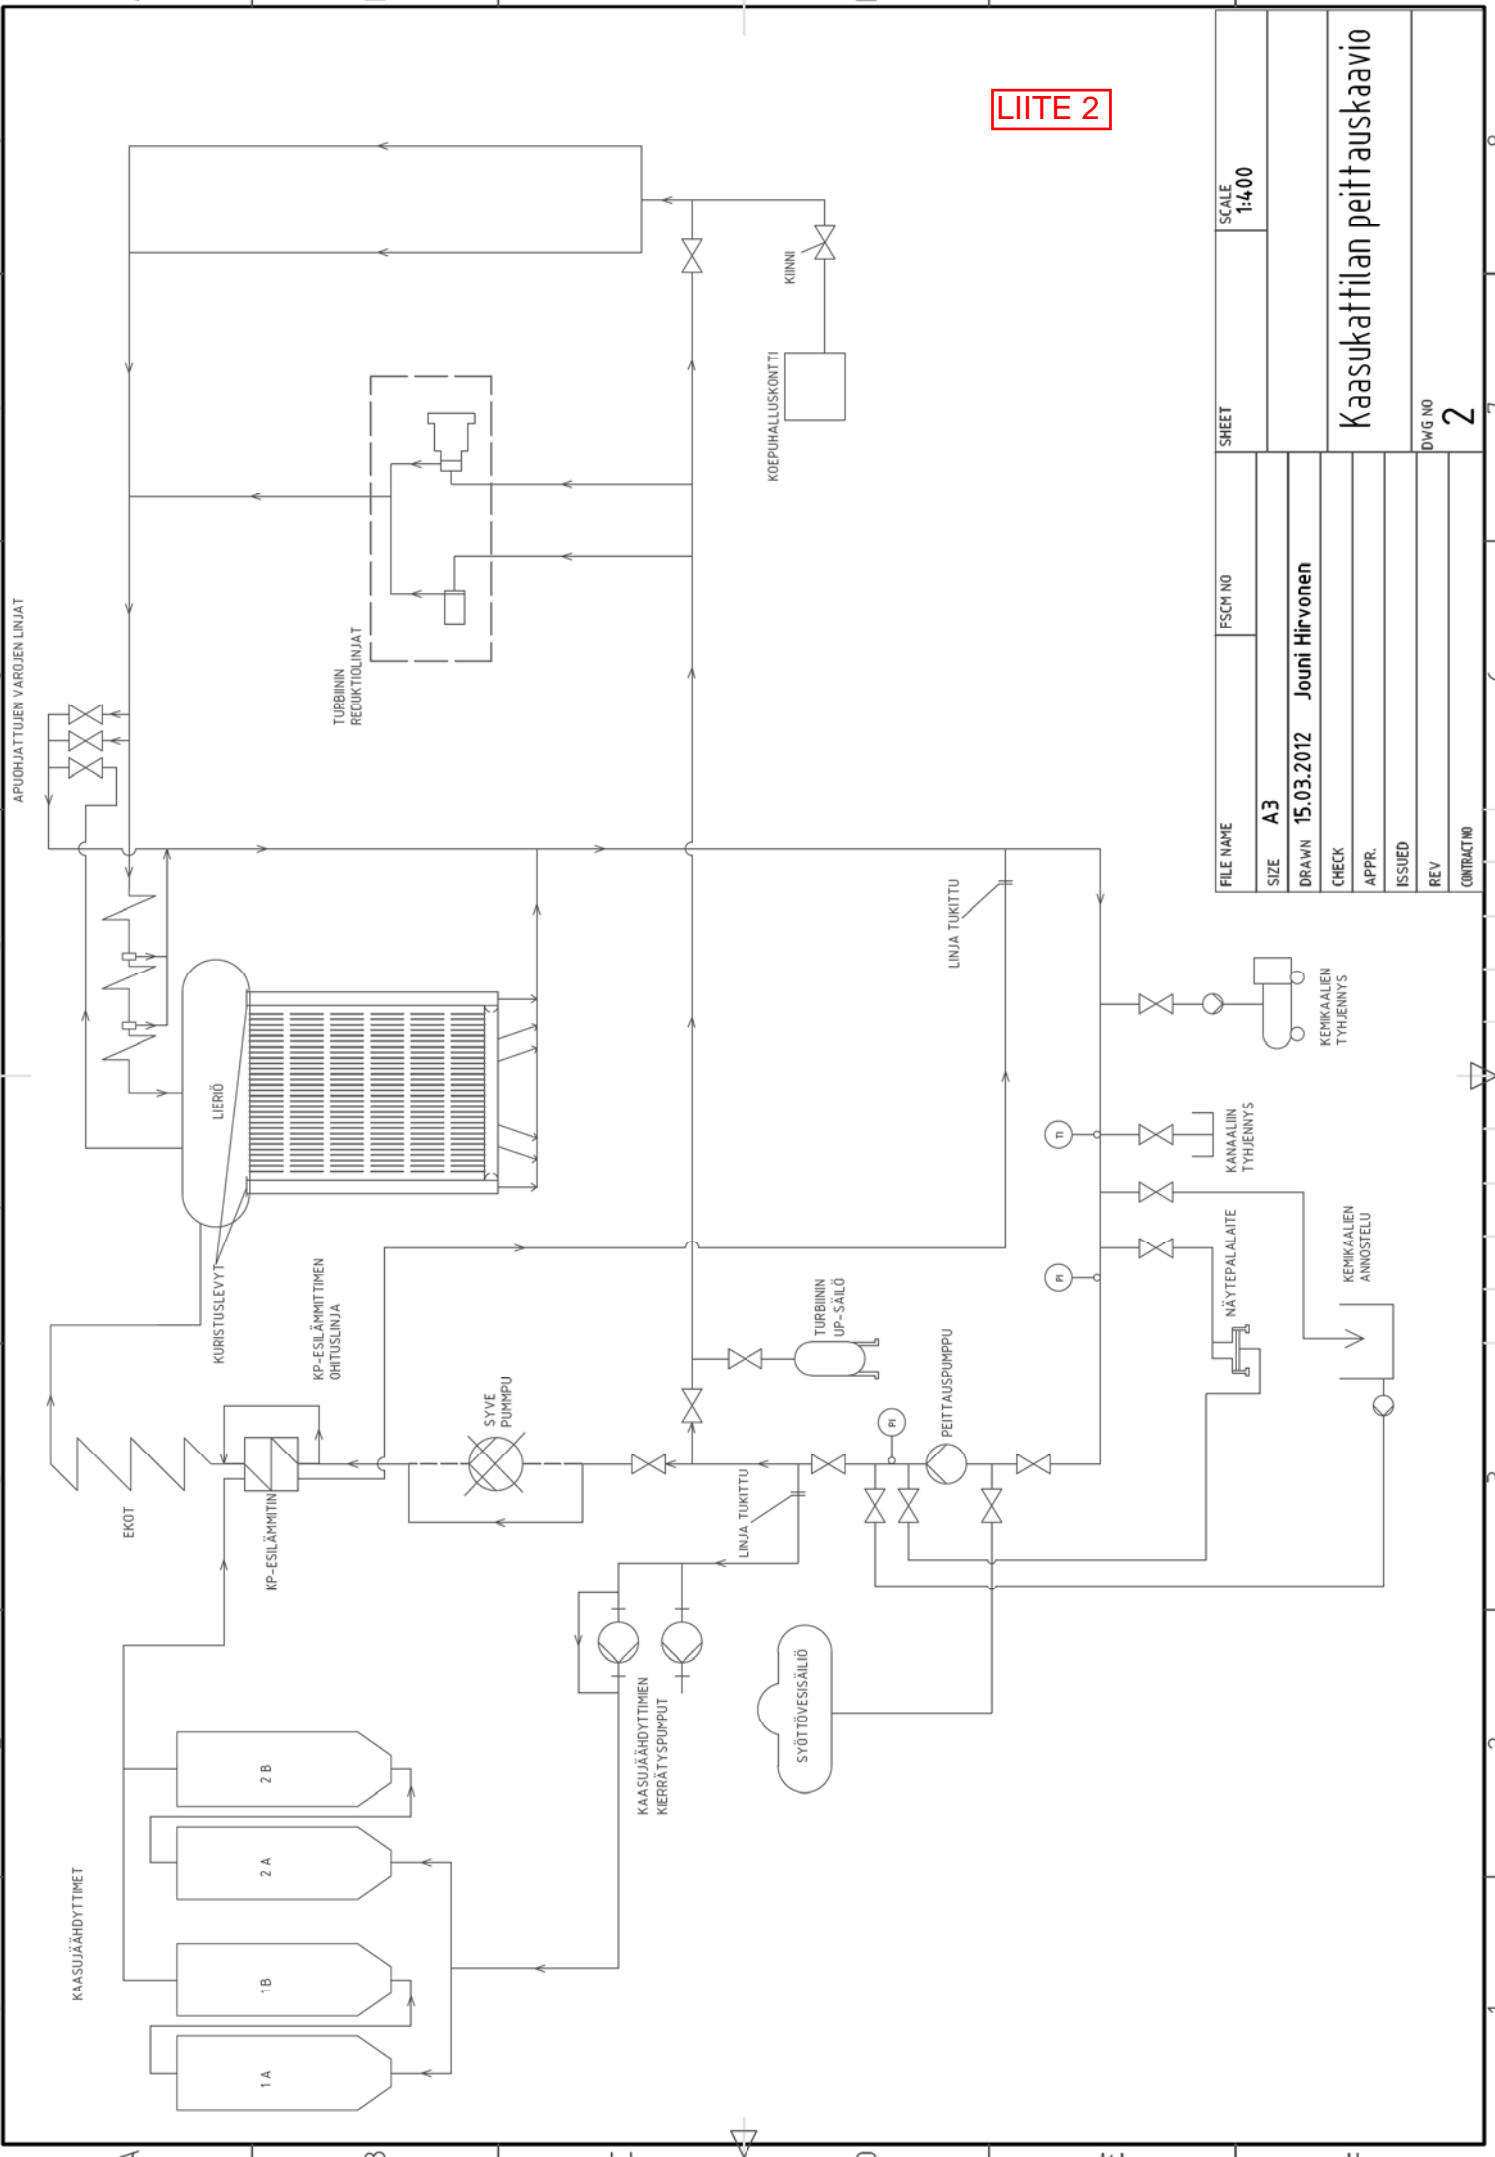 LIITE 2
APUOHJATTUJEN VAROJEN LINJAT
TURBIININ
REDUKTIOLINJAT
KIINNI
KOEPUHALLUSKONTTI
LIERIÖ
KURISTUSLEVYT
KP-ESILÄMMITTIMEN
OHITUSLINJA
EKOT
KP-ESILÄMMITIN
SYVE
PUMMPU
TURBIININ
UP-SÄILÖ
PI
PEITTAUSPUMPPU
LINJA TUKITTU
LINJA TUKITTU
KAASUJÄÄHDYTTIMET
1 A
1 B
2 A
2 B
KAASUJÄÄHDYTTIMIEN
KIERRÄTYSPUMPUT
SYÖTTÖVESISÄILIÖ
PI
TI
NÄYTEPALALAITE
KANAALIIN
TYHJENNYS
KEMIKAALIEN
TYHJENNYS
KEMIKAALIEN
ANNOSTELU
FILE NAME
FSCM NO
SHEET
SCALE
1:400
SIZE A3
DRAWN 15.03.2012 Jouni Hirvonen
CHECK
APPR.
ISSUED
REV
CONTRACT NO
Kaasukattilan peittauskaavio
DWG NO
2